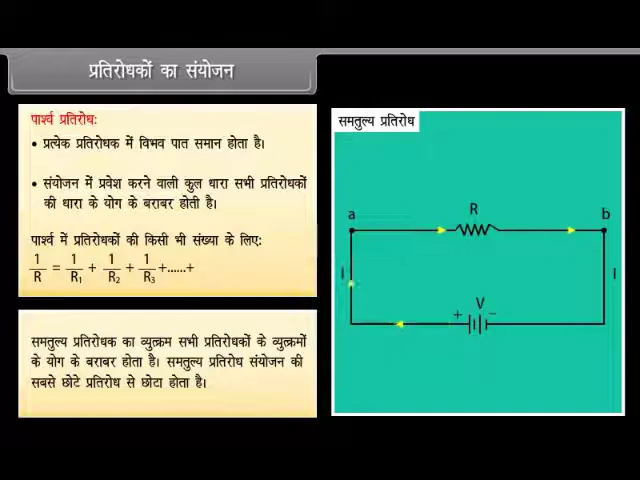 प्रतिरोधकों का संयोजन
पार्श्व प्रतिरोध:
• प्रत्येक प्रतिरोधक में विभव पात समान होता है।
• संयोजन में प्रवेश करने वाली कुल धारा सभी प्रतिरोधकों
की धारा के योग के बराबर होती है।
पार्श्व में प्रतिरोधकों की किसी भी संख्या के लिए:
1/R = 1/R₁ + 1/R₂ + 1/R₃ +......+
समतुल्य प्रतिरोधक का व्युत्क्रम सभी प्रतिरोधकों के व्युत्क्रमों
के योग के बराबर होता है। समतुल्य प्रतिरोध संयोजन की
सबसे छोटे प्रतिरोध से छोटा होता है।
समतुल्य प्रतिरोध
R
a b
I I
V
+ −